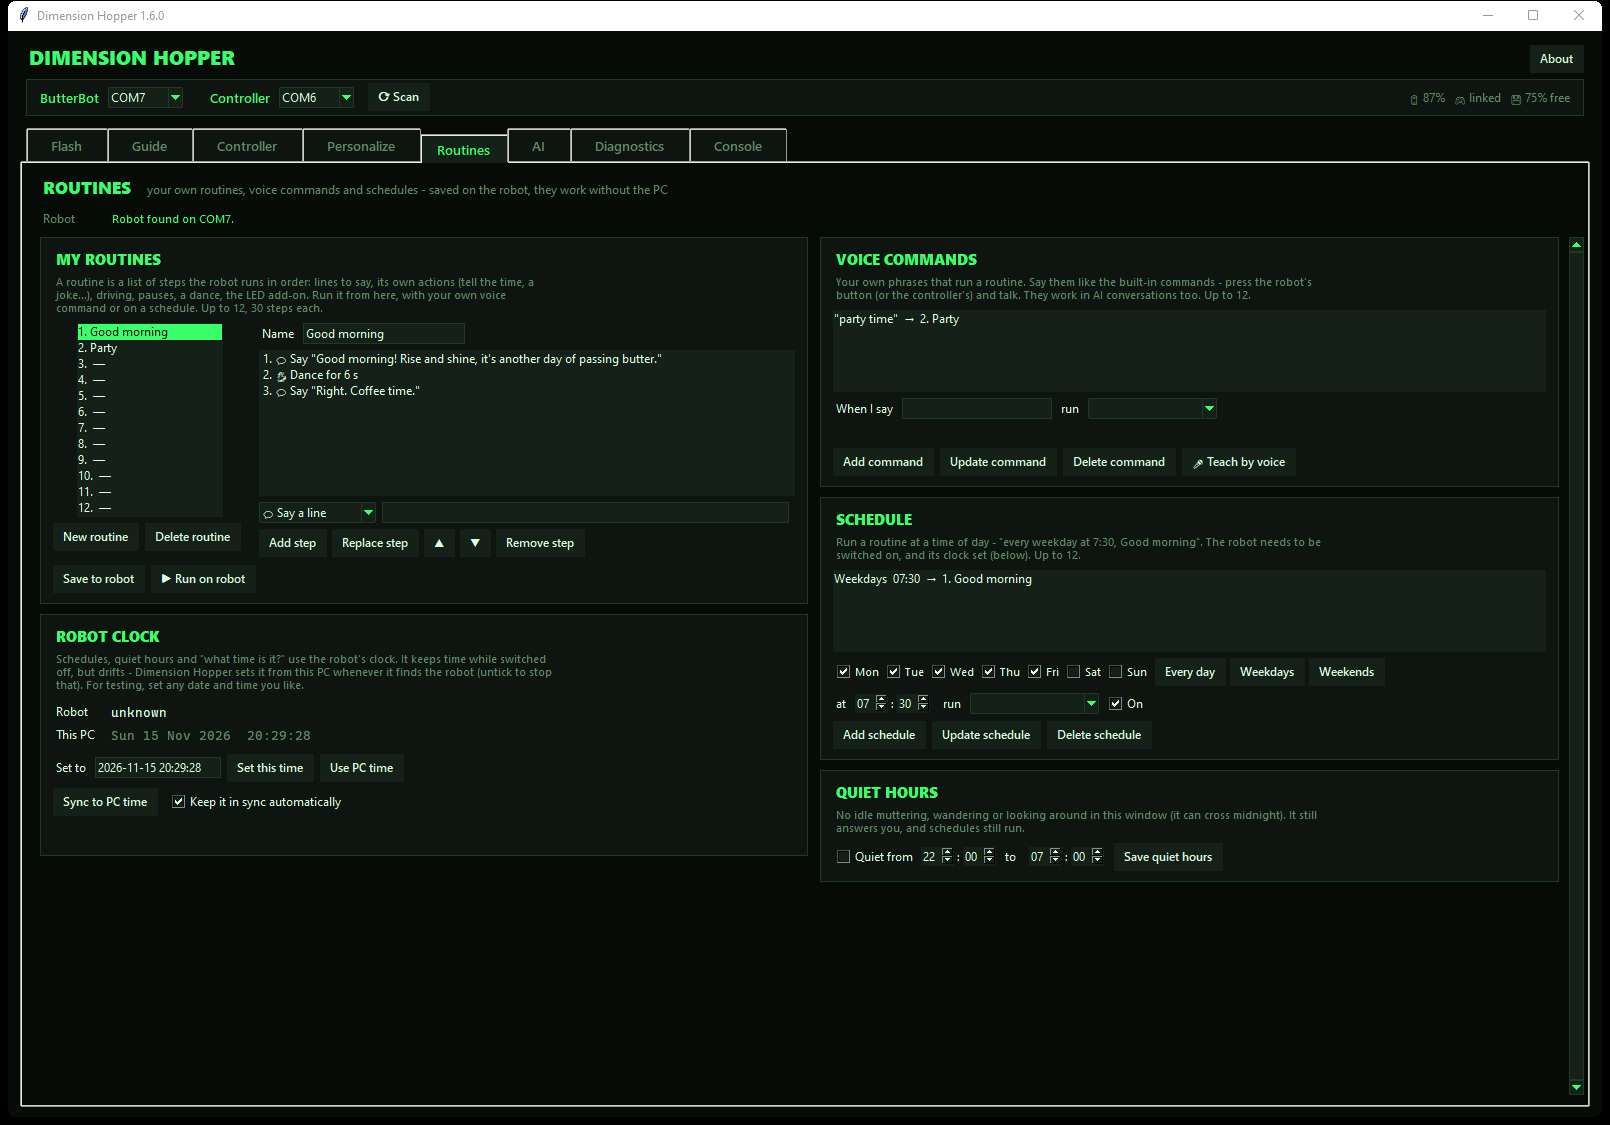 Dimension Hopper 1.6.0
DIMENSION HOPPER
About
ButterBot COM7 Controller COM6 Scan
87% linked 75% free
Flash Guide Controller Personalize Routines AI Diagnostics Console
ROUTINES your own routines, voice commands and schedules - saved on the robot, they work without the PC
Robot Robot found on COM7.
MY ROUTINES
A routine is a list of steps the robot runs in order: lines to say, its own actions (tell the time, a
joke...), driving, pauses, a dance, the LED add-on. Run it from here, with your own voice
command or on a schedule. Up to 12, 30 steps each.
1. Good morning
2. Party
3. —
4. —
5. —
6. —
7. —
8. —
9. —
10. —
11. —
12. —
Name Good morning
1. Say "Good morning! Rise and shine, it's another day of passing butter."
2. Dance for 6 s
3. Say "Right. Coffee time."
Say a line
New routine Delete routine
Add step Replace step ▲ ▼ Remove step
Save to robot ▶ Run on robot
ROBOT CLOCK
Schedules, quiet hours and "what time is it?" use the robot's clock. It keeps time while switched
off, but drifts - Dimension Hopper sets it from this PC whenever it finds the robot (untick to stop
that). For testing, set any date and time you like.
Robot unknown
This PC Sun 15 Nov 2026 20:29:28
Set to 2026-11-15 20:29:28 Set this time Use PC time
Sync to PC time Keep it in sync automatically
VOICE COMMANDS
Your own phrases that run a routine. Say them like the built-in commands - press the robot's
button (or the controller's) and talk. They work in AI conversations too. Up to 12.
"party time" → 2. Party
When I say run
Add command Update command Delete command Teach by voice
SCHEDULE
Run a routine at a time of day - "every weekday at 7:30, Good morning". The robot needs to be
switched on, and its clock set (below). Up to 12.
Weekdays 07:30 → 1. Good morning
Mon Tue Wed Thu Fri Sat Sun Every day Weekdays Weekends
at 07 : 30 run On
Add schedule Update schedule Delete schedule
QUIET HOURS
No idle muttering, wandering or looking around in this window (it can cross midnight). It still
answers you, and schedules still run.
Quiet from 22 : 00 to 07 : 00 Save quiet hours